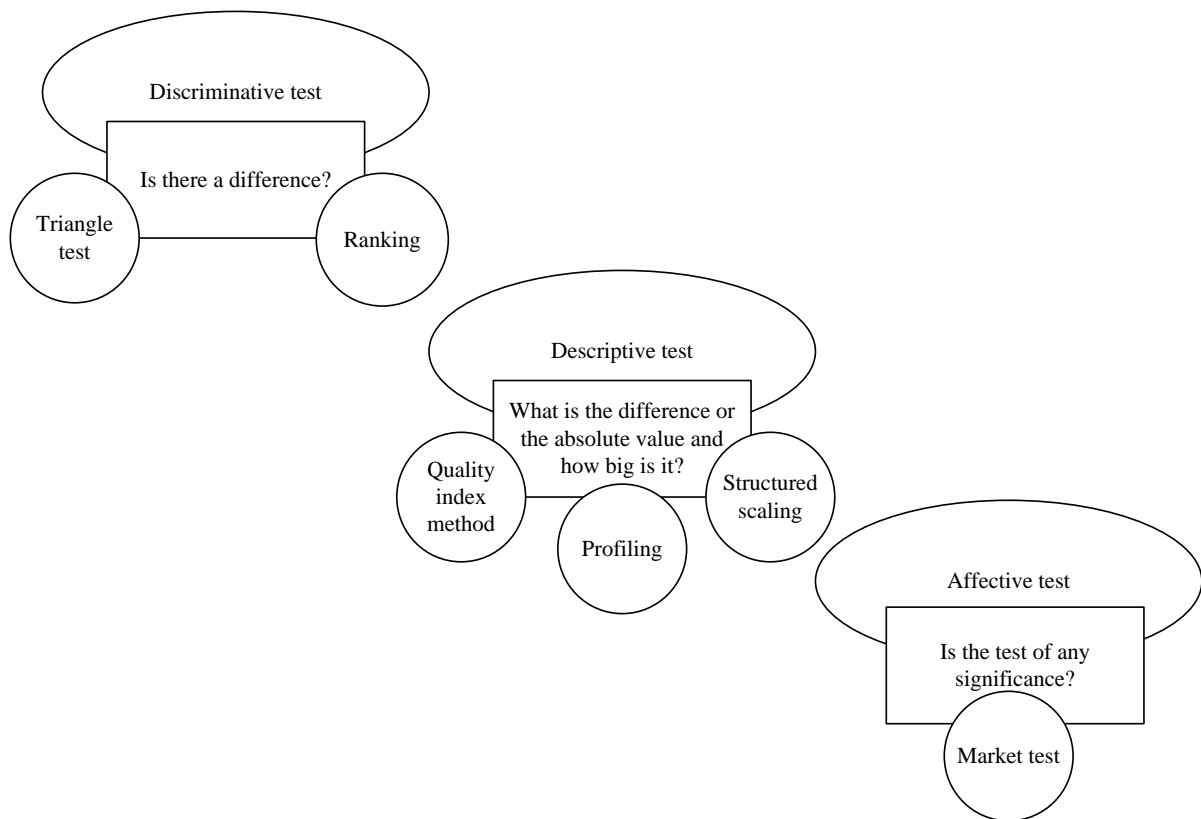 Discriminative test
Is there a difference?
Triangle
test
Ranking
Descriptive test
What is the difference or
the absolute value and
how big is it?
Quality
index
method
Profiling
Structured
scaling
Affective test
Is the test of any
significance?
Market test